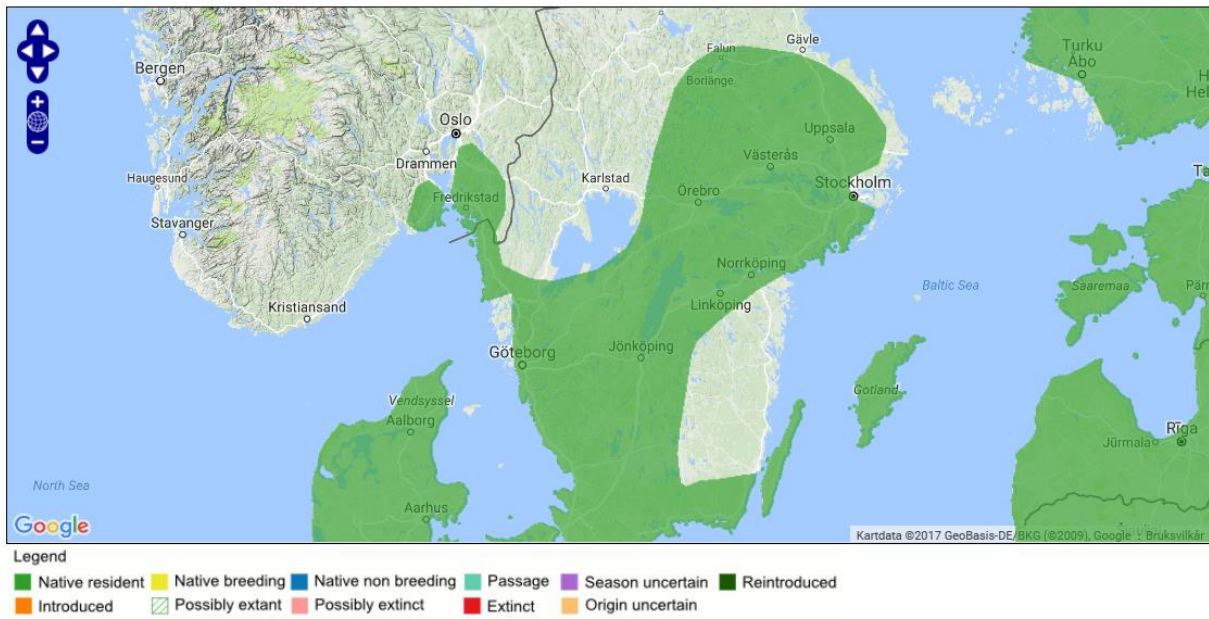 Gävle
Falun
Turku
Åbo
Bergen
Borlänge
Oslo
Uppsala
Drammen
Västerås
Haugesund
Karlstad
Stockholm
Örebro
Fredrikstad
Stavanger
Norrköping
Baltic Sea
Saaremaa
Linköping
Kristiansand
Göteborg
Jönköping
Gotland
Vendsyssel
Aalborg
Rīga
Jūrmala
North Sea
Aarhus
Google
Kartdata ©2017 GeoBasis-DE/BKG (©2009), Google
Bruksvilkår
Legend
Native resident Native breeding Native non breeding Passage Season uncertain Reintroduced
Introduced Possibly extant Possibly extinct Extinct Origin uncertain